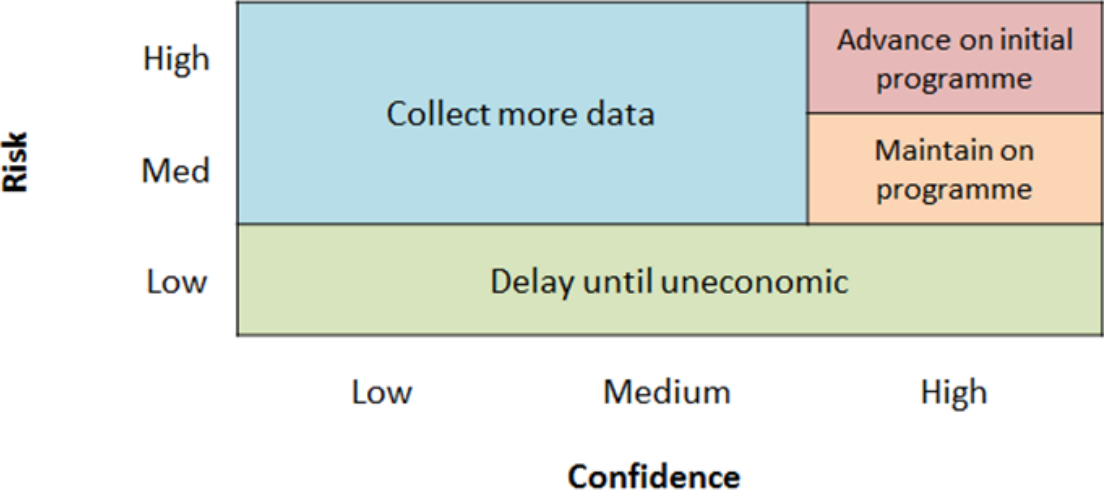 High
Advance on initial
programme
Collect more data
Risk
Med
Maintain on
programme
Low
Delay until uneconomic
Low
Medium
High
Confidence